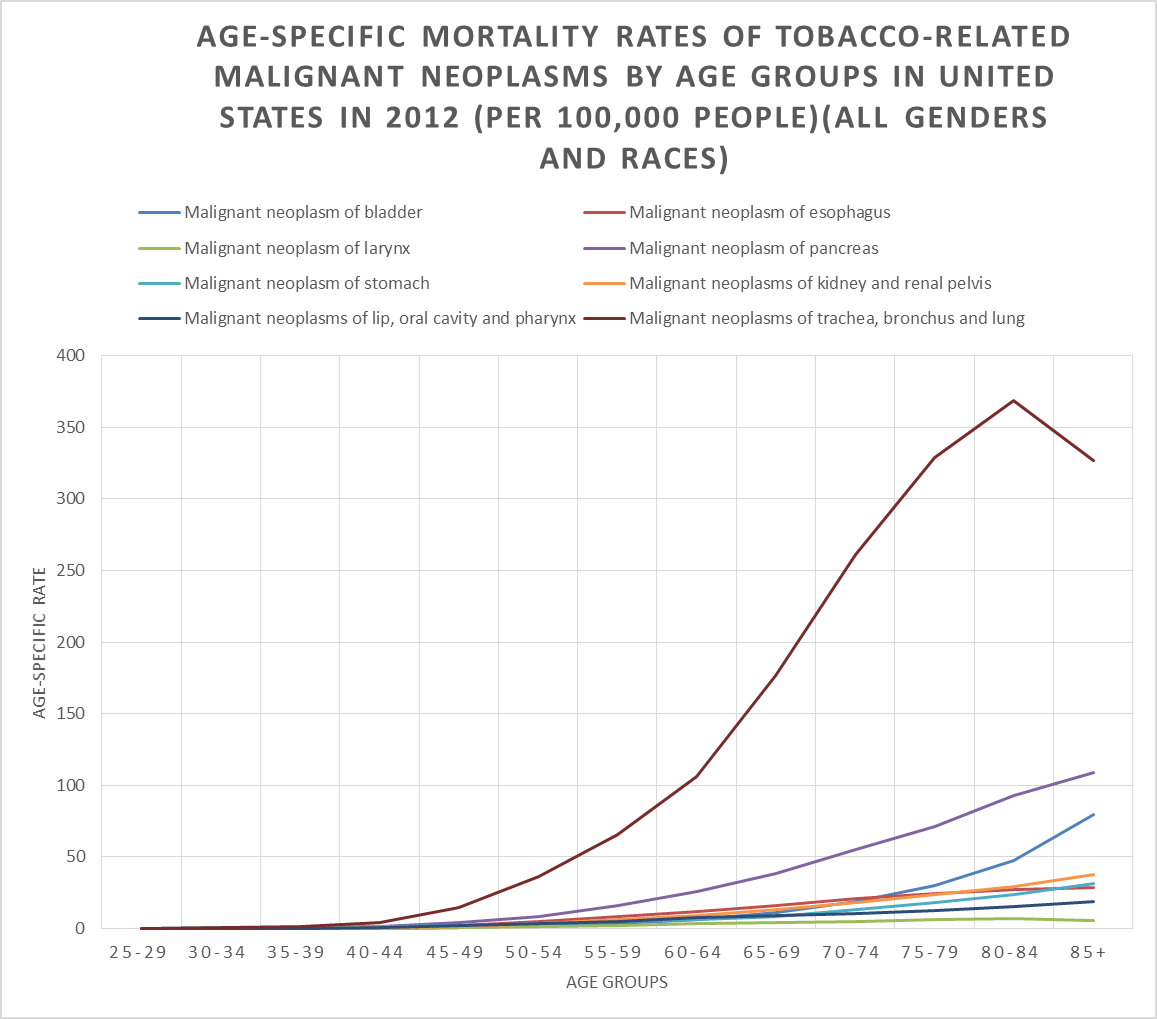 AGE-SPECIFIC MORTALITY RATES OF TOBACCO-RELATED
MALIGNANT NEOPLASMS BY AGE GROUPS IN UNITED
STATES IN 2012 (PER 100,000 PEOPLE)(ALL GENDERS
AND RACES)
Malignant neoplasm of bladder
Malignant neoplasm of esophagus
Malignant neoplasm of larynx
Malignant neoplasm of pancreas
Malignant neoplasm of stomach
Malignant neoplasms of kidney and renal pelvis
Malignant neoplasms of lip, oral cavity and pharynx
Malignant neoplasms of trachea, bronchus and lung
400
350
300
250
200
150
100
50
0
AGE-SPECIFIC RATE
25-29 30-34 35-39 40-44 45-49 50-54 55-59 60-64 65-69 70-74 75-79 80-84 85+
AGE GROUPS